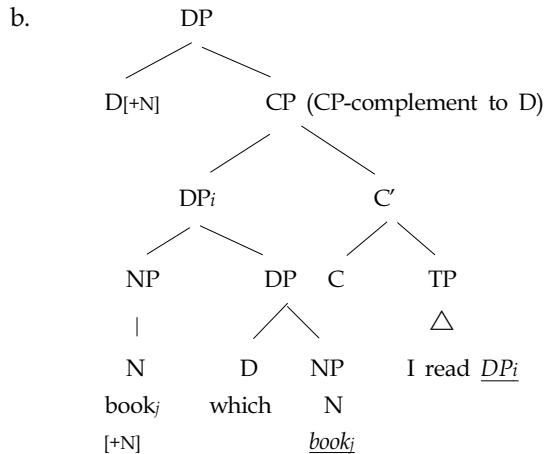 b. DP
D[+N] CP (CP-complement to D)
DPi C'
NP DP C TP
N D NP I read DPi
bookj which N
[+N] bookj